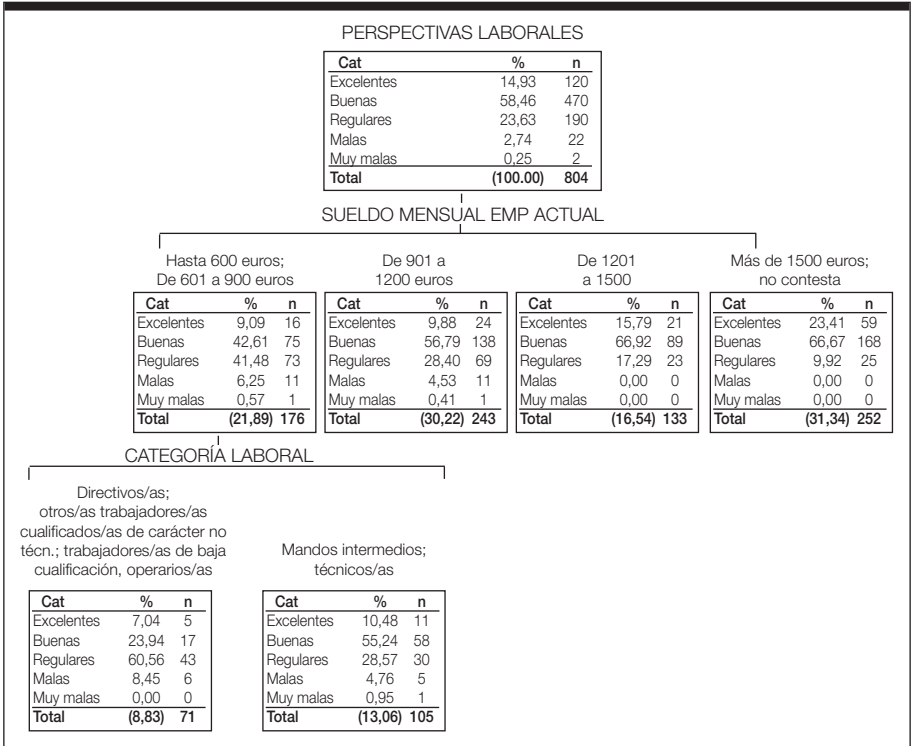 PERSPECTIVAS LABORALES
Cat % n
Excelentes 14,93 120
Buenas 58,46 470
Regulares 23,63 190
Malas 2,74 22
Muy malas 0,25 2
Total (100.00) 804
SUELDO MENSUAL EMP ACTUAL
Hasta 600 euros;
De 601 a 900 euros
Cat % n
Excelentes 9,09 16
Buenas 42,61 75
Regulares 41,48 73
Malas 6,25 11
Muy malas 0,57 1
Total (21,89) 176
De 901 a
1200 euros
Cat % n
Excelentes 9,88 24
Buenas 56,79 138
Regulares 28,40 69
Malas 4,53 11
Muy malas 0,41 1
Total (30,22) 243
De 1201
a 1500
Cat % n
Excelentes 15,79 21
Buenas 66,92 89
Regulares 17,29 23
Malas 0,00 0
Muy malas 0,00 0
Total (16,54) 133
Más de 1500 euros;
no contesta
Cat % n
Excelentes 23,41 59
Buenas 66,67 168
Regulares 9,92 25
Malas 0,00 0
Muy malas 0,00 0
Total (31,34) 252
CATEGORÍA LABORAL
Directivos/as;
otros/as trabajadores/as
cualificados/as de carácter no
técn.; trabajadores/as de baja
cualificación, operarios/as
Cat % n
Excelentes 7,04 5
Buenas 23,94 17
Regulares 60,56 43
Malas 8,45 6
Muy malas 0,00 0
Total (8,83) 71
Mandos intermedios;
técnicos/as
Cat % n
Excelentes 10,48 11
Buenas 55,24 58
Regulares 28,57 30
Malas 4,76 5
Muy malas 0,95 1
Total (13,06) 105